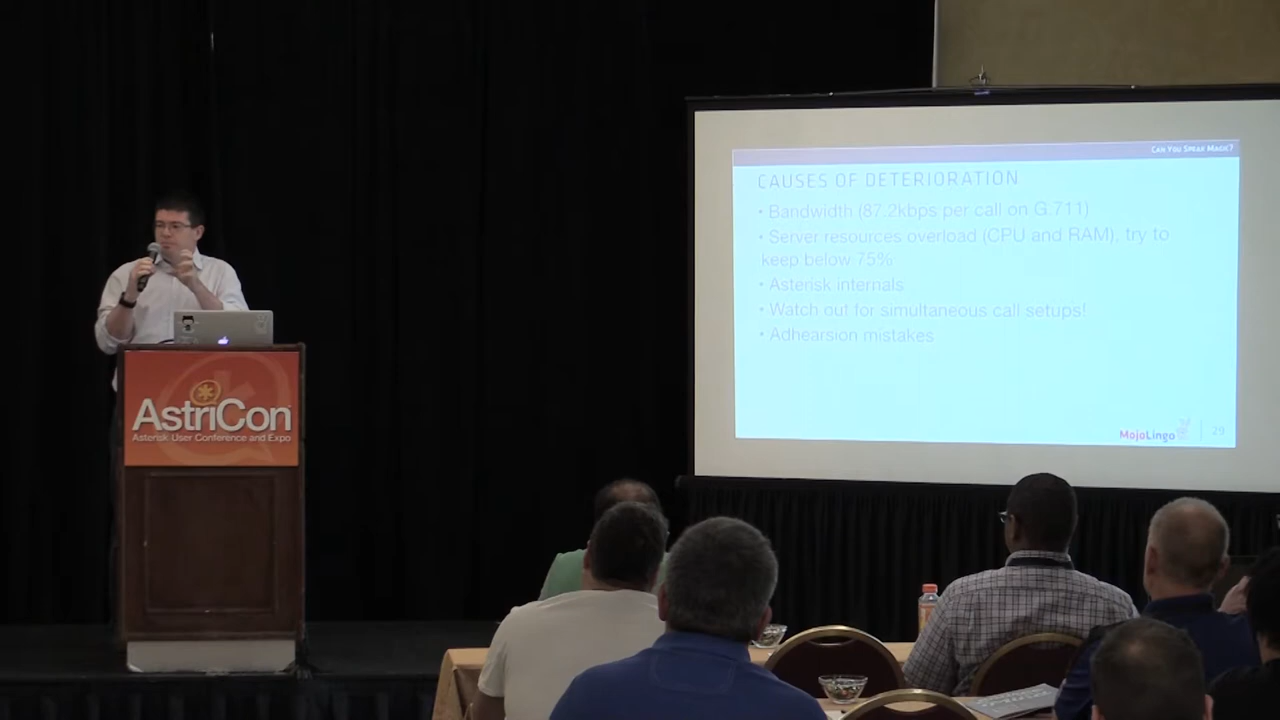 Can You Speak Magic?
CAUSES OF DETERIORATION
• Bandwidth (87.2kbps per call on G.711)
• Server resources overload (CPU and RAM), try to
keep below 75%
• Asterisk internals
• Watch out for simultaneous call setups!
• Adhearsion mistakes
MojoLingo
29
AstriCon
Asterisk User Conference and Expo